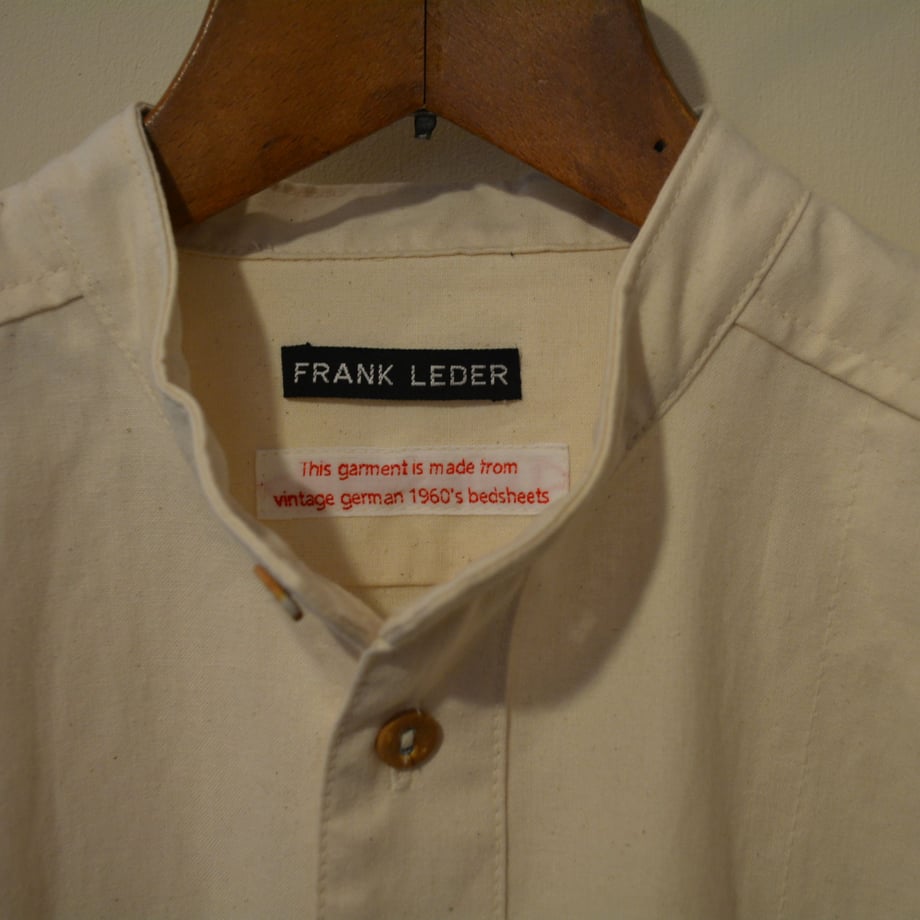 FRANK LEDER
This garment is made from
vintage german 1960's bedsheets